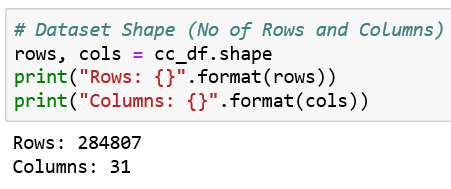 # Dataset Shape (No of Rows and Columns)
rows, cols = cc_df.shape
print("Rows: {}".format(rows))
print("Columns: {}".format(cols))
Rows: 284807
Columns: 31